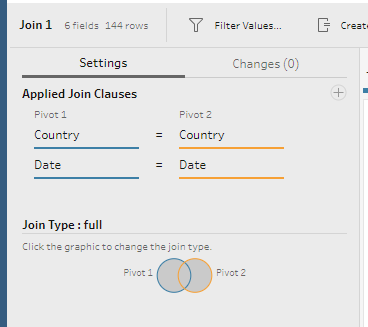 Join 1 6 fields 144 rows Filter Values... Create
Settings Changes (0)
Applied Join Clauses
Pivot 1 Pivot 2
Country = Country
Date = Date
Join Type : full
Click the graphic to change the join type.
Pivot 1 Pivot 2